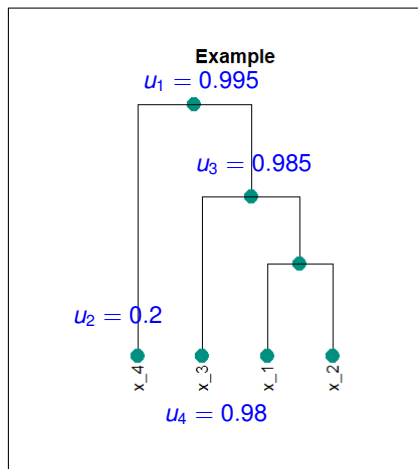 Example
u₁ = 0.995
u₃ = 0.985
u₂ = 0.2
x_4
x_3
x_1
x_2
u₄ = 0.98